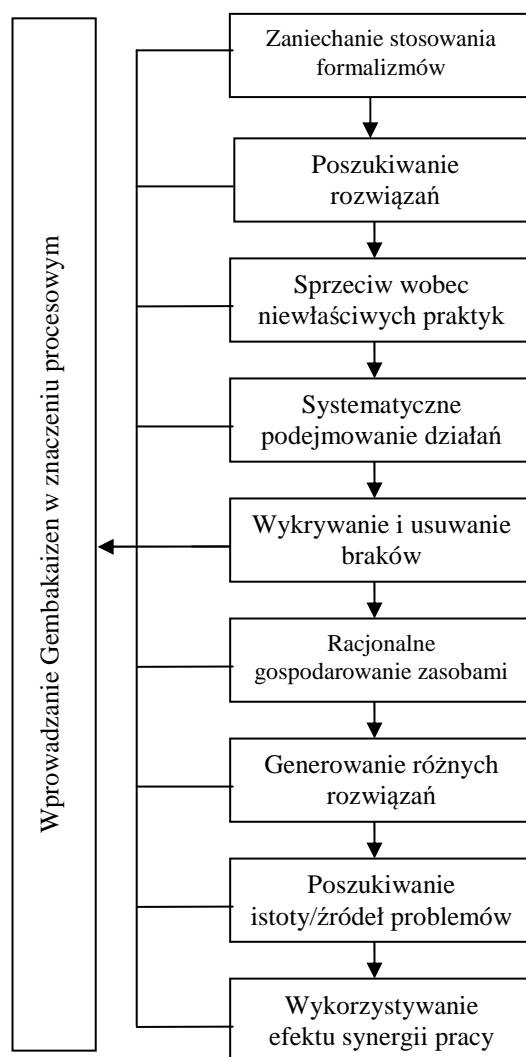 Wprowadzanie Gembakaizen w znaczeniu procesowym
Zaniechanie stosowania
formalizmów
Poszukiwanie
rozwiązań
Sprzeciw wobec
niewłaściwych praktyk
Systematyczne
podejmowanie działań
Wykrywanie i usuwanie
braków
Racjonalne
gospodarowanie zasobami
Generowanie różnych
rozwiązań
Poszukiwanie
istoty/źródeł problemów
Wykorzystywanie
efektu synergii pracy